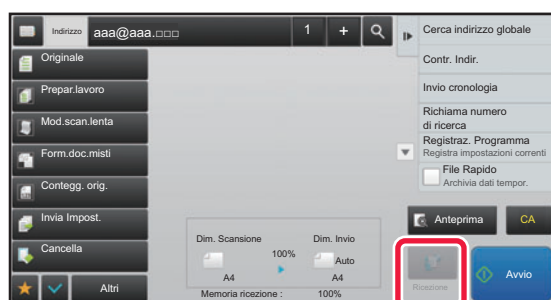 Indirizzo aaa@aaa.□□□ 1 +
Originale
Prepar.lavoro
Mod.scan.lenta
Form.doc.misti
Contegg. orig.
Invia Impost.
Cancella
Altri
Dim. Scansione Dim. Invio
100%
Auto
A4 A4
Memoria ricezione : 100%
Cerca indirizzo globale
Contr. Indir.
Invio cronologia
Richiama numero
di ricerca
Registraz. Programma
Registra impostazioni correnti
File Rapido
Archivia dati tempor.
Anteprima CA
Ricezione
Avvio